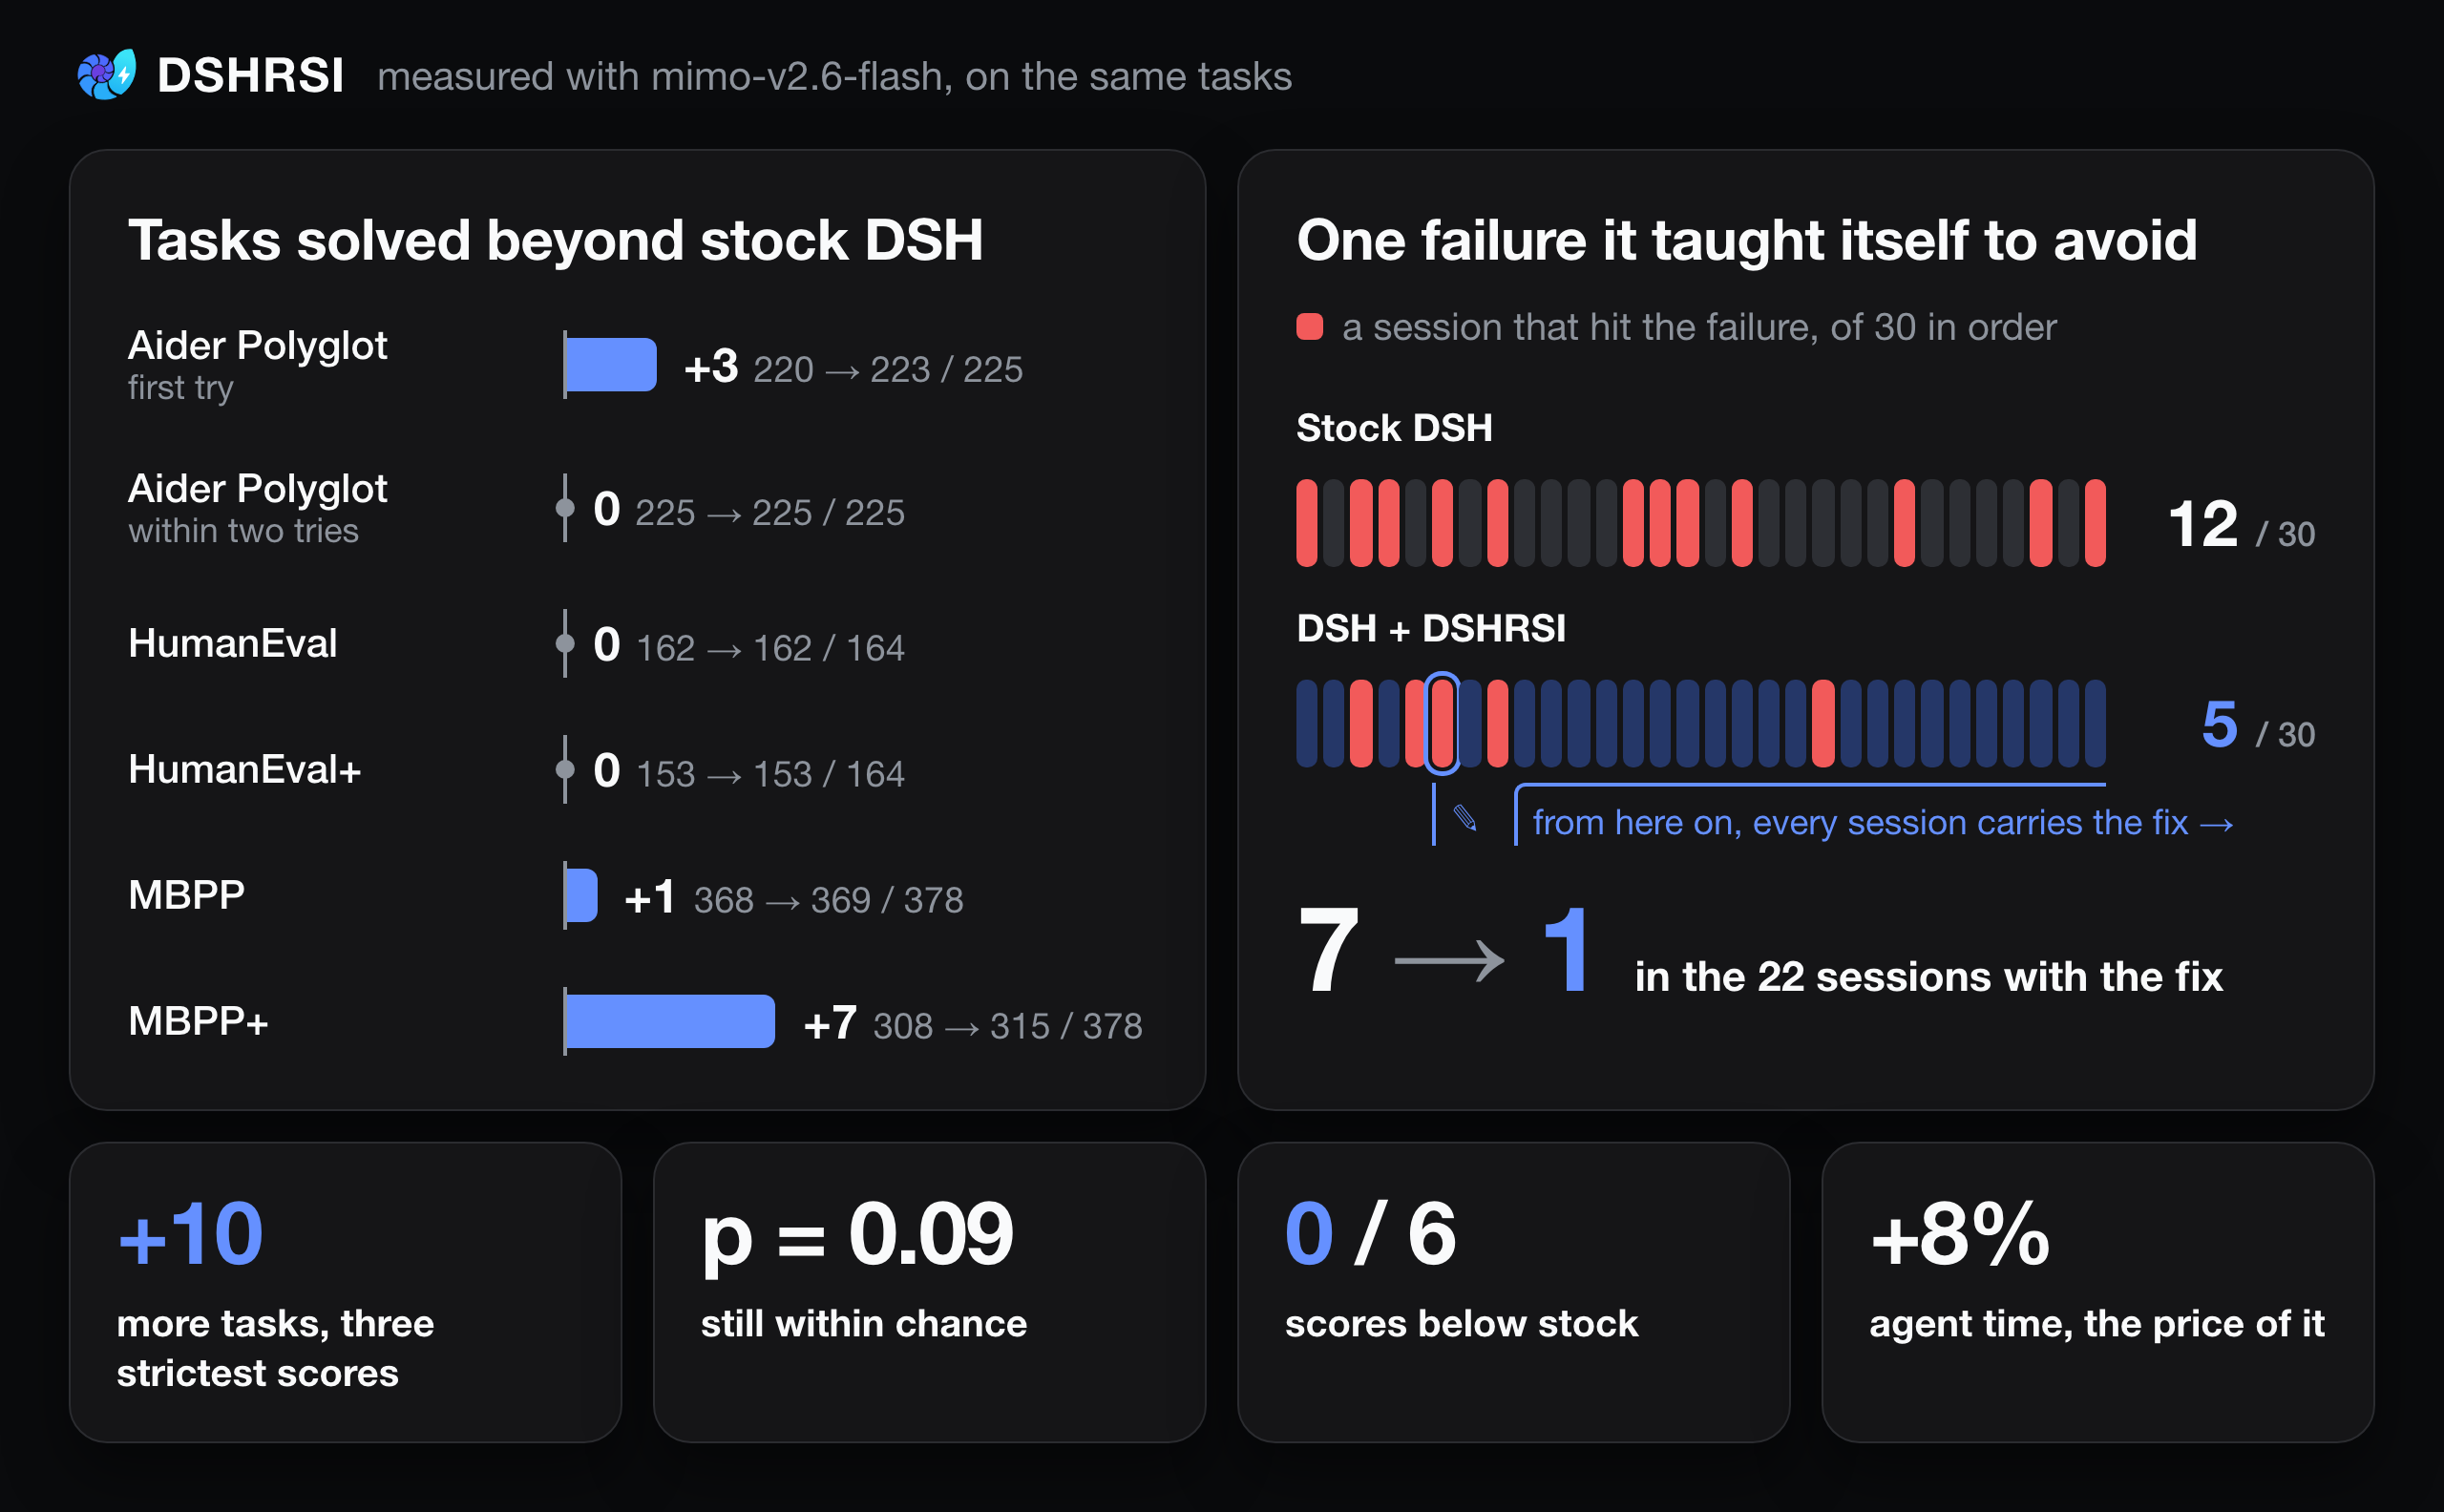 DSHRSI measured with mimo-v2.6-flash, on the same tasks
Tasks solved beyond stock DSH
Aider Polyglot
first try
+3 220 → 223 / 225
Aider Polyglot
within two tries
0 225 → 225 / 225
HumanEval
0 162 → 162 / 164
HumanEval+
0 153 → 153 / 164
MBPP
+1 368 → 369 / 378
MBPP+
+7 308 → 315 / 378
One failure it taught itself to avoid
a session that hit the failure, of 30 in order
Stock DSH
12 / 30
DSH + DSHRSI
5 / 30
✎ from here on, every session carries the fix →
7 → 1 in the 22 sessions with the fix
+10
more tasks, three
strictest scores
p = 0.09
still within chance
0 / 6
scores below stock
+8%
agent time, the price of it